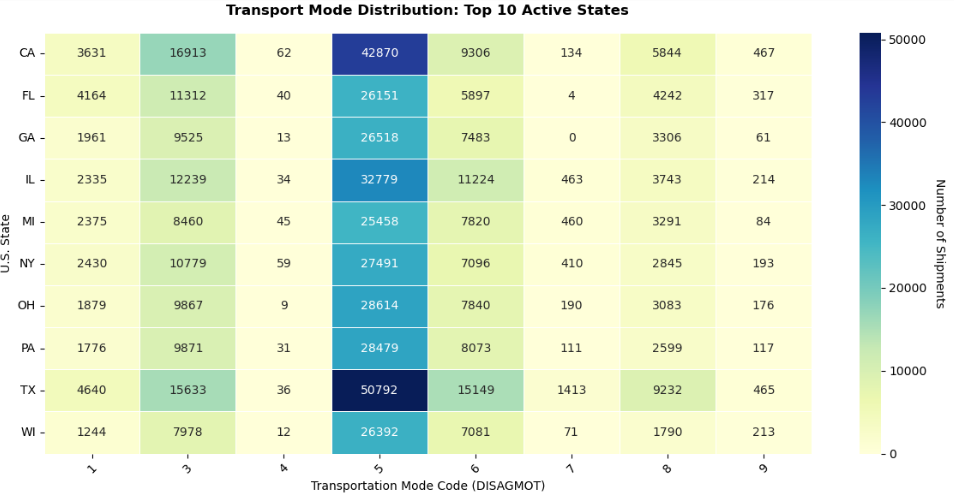 Transport Mode Distribution: Top 10 Active States
CA 3631 16913 62 42870 9306 134 5844 467
FL 4164 11312 40 26151 5897 4 4242 317
GA 1961 9525 13 26518 7483 0 3306 61
IL 2335 12239 34 32779 11224 463 3743 214
MI 2375 8460 45 25458 7820 460 3291 84
NY 2430 10779 59 27491 7096 410 2845 193
OH 1879 9867 9 28614 7840 190 3083 176
PA 1776 9871 31 28479 8073 111 2599 117
TX 4640 15633 36 50792 15149 1413 9232 465
WI 1244 7978 12 26392 7081 71 1790 213
1 3 4 5 6 7 8 9
Transportation Mode Code (DISAGMOT)
U.S. State
50000
40000
30000
20000
10000
0
Number of Shipments